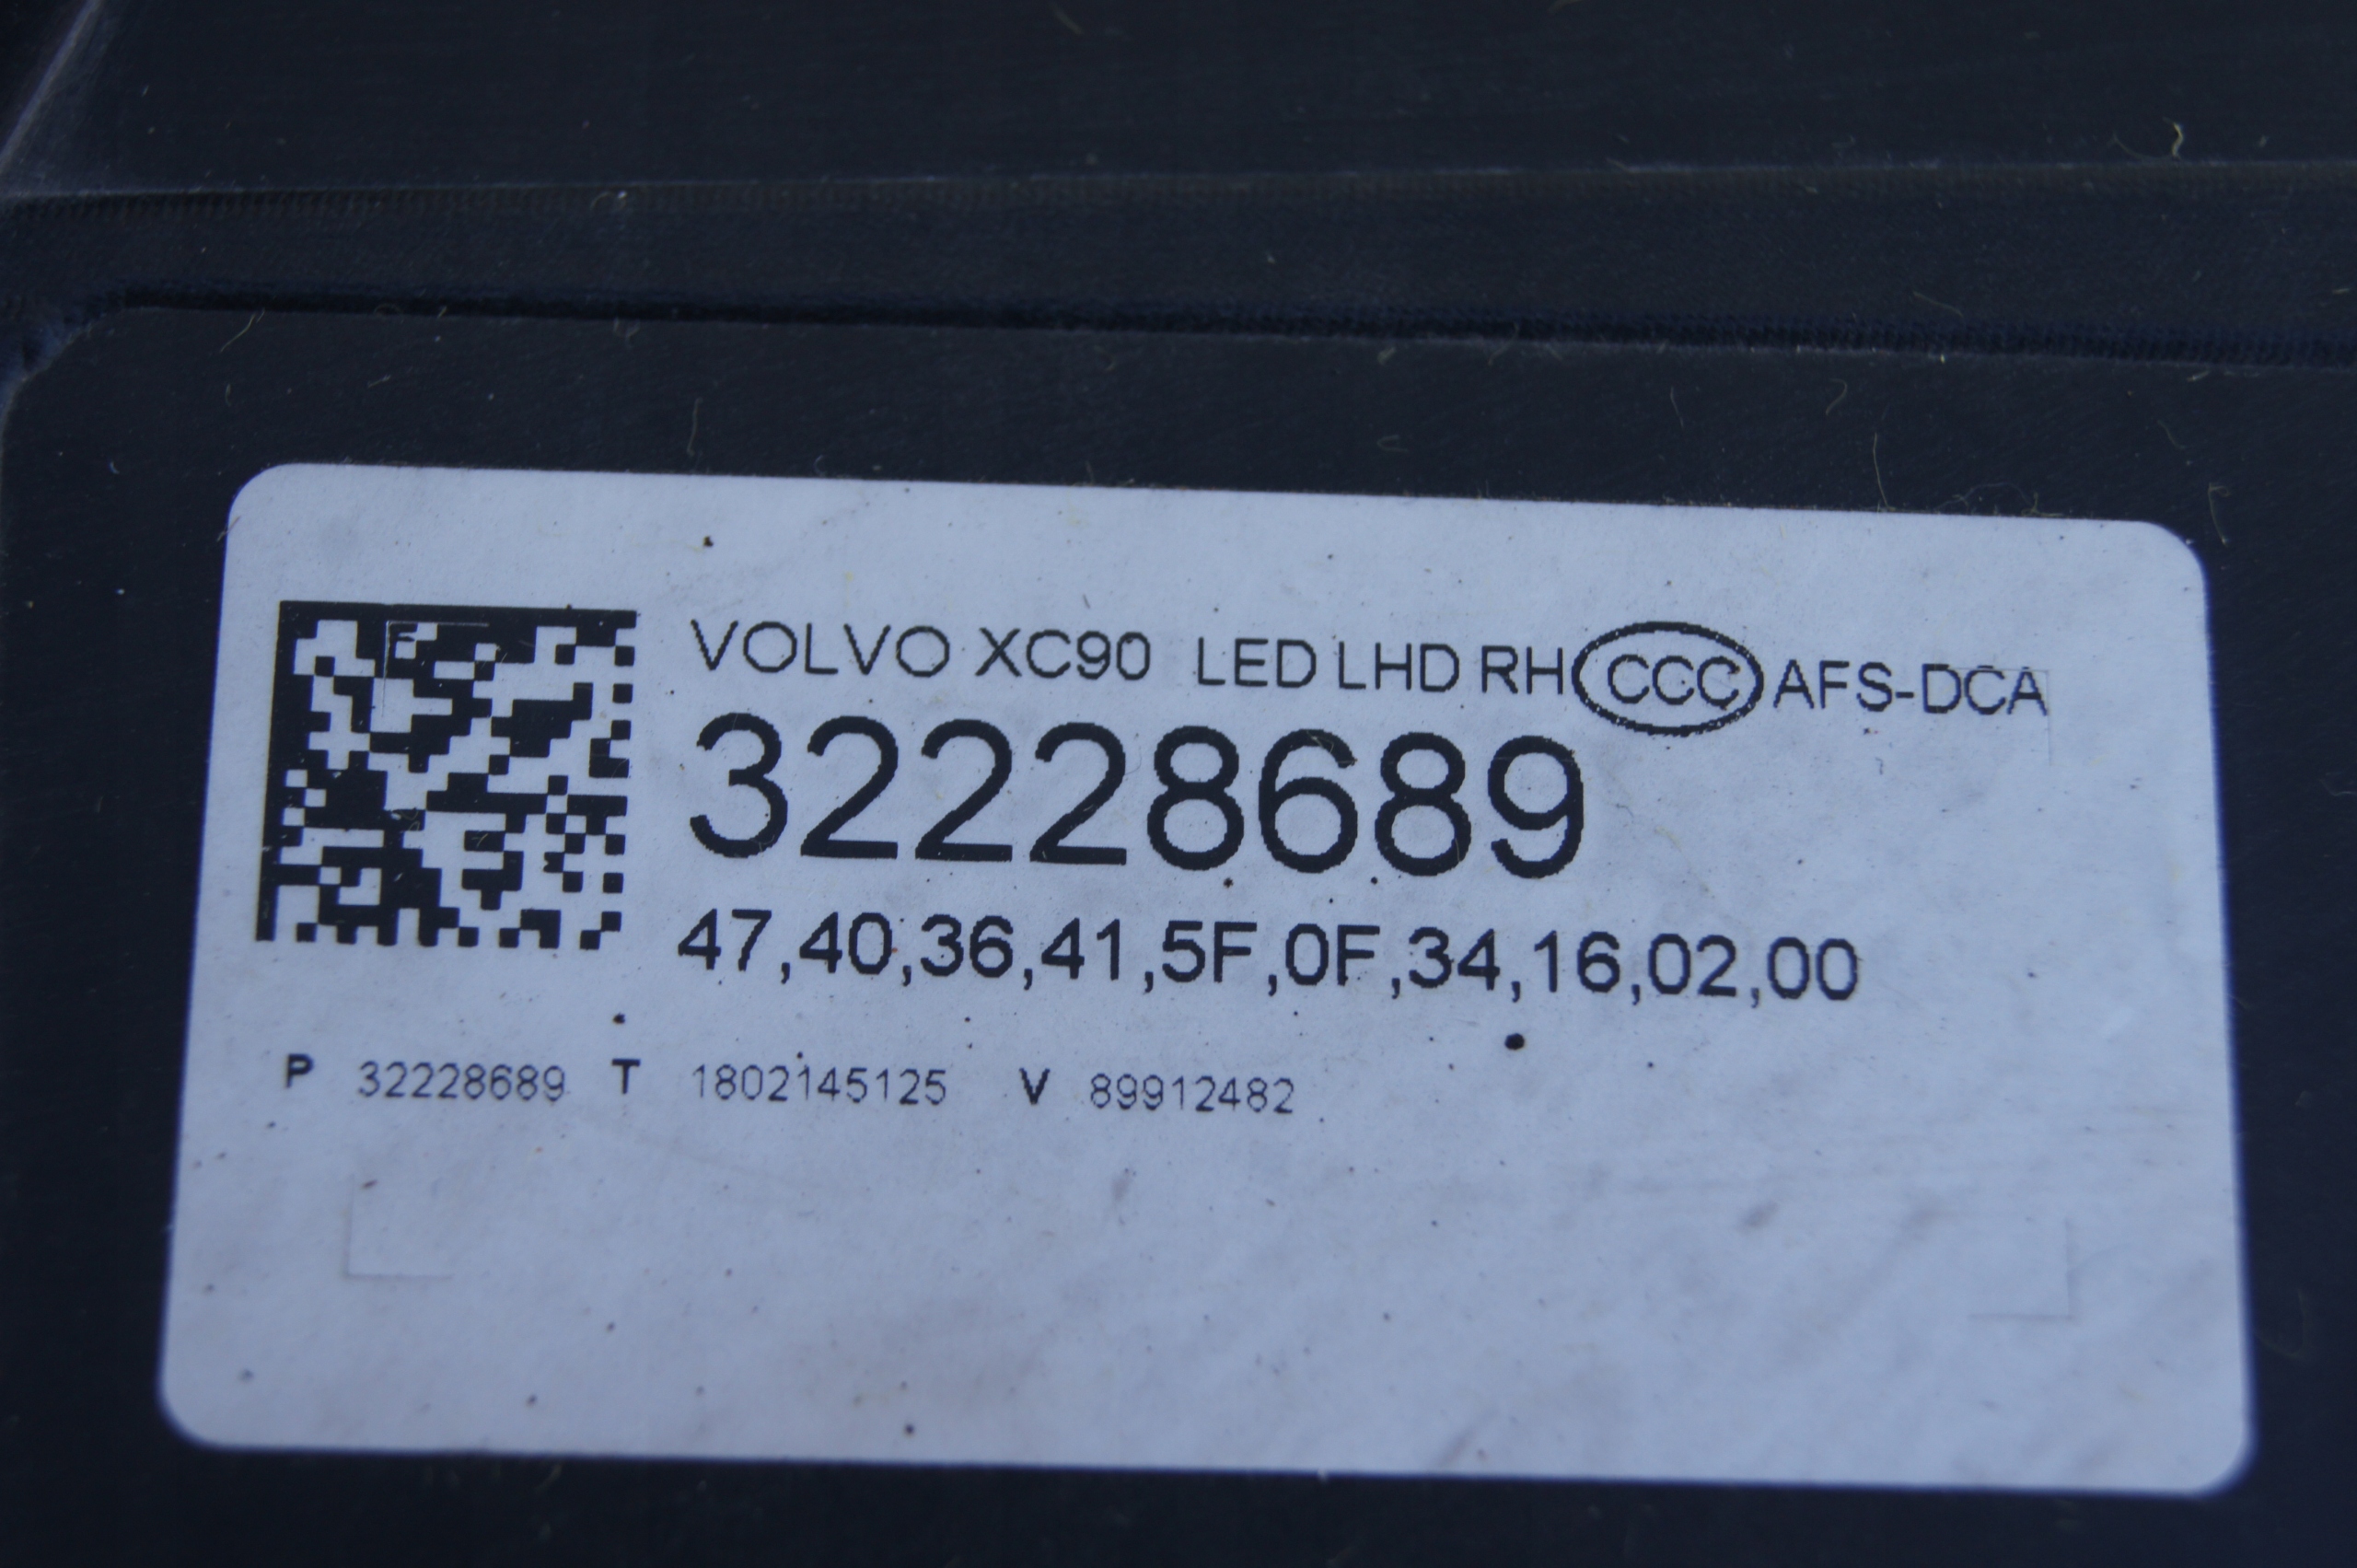 VOLVO XC90 LED LHD RH CCC AFS-DCA
32228689
47,40,36,41,5F,0F,34,16,02,00
P 32228689 T 1802145125 V 89912482